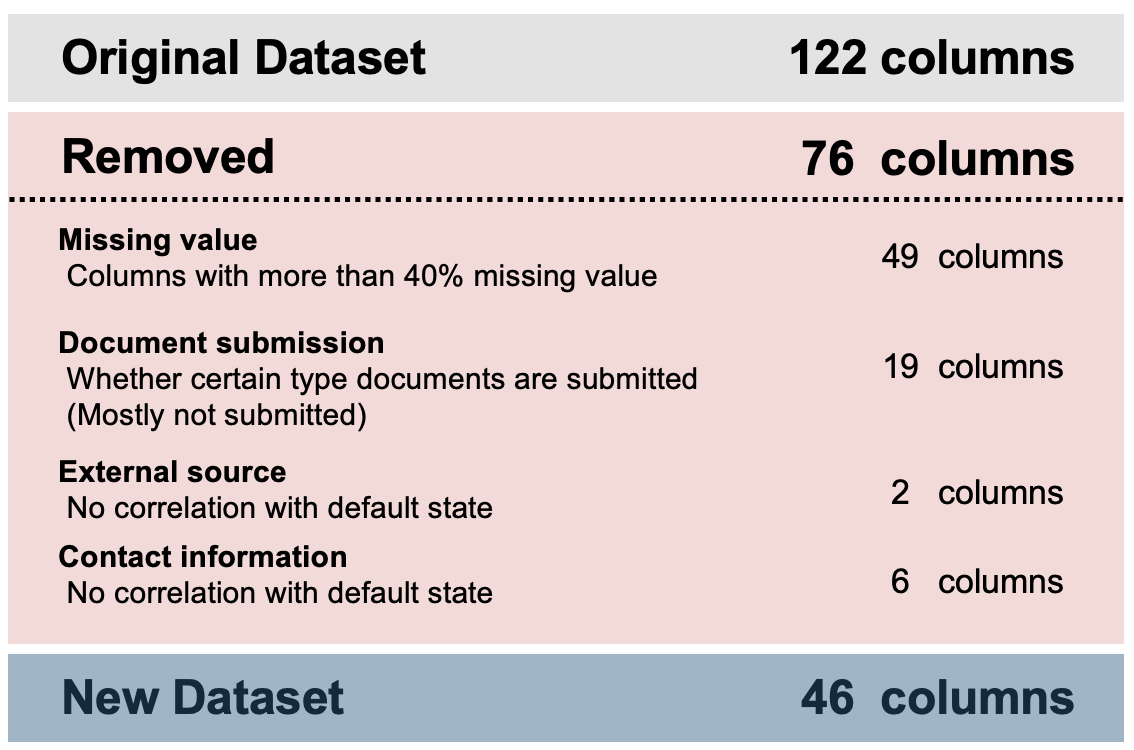 Original Dataset 122 columns
Removed 76 columns
Missing value
Columns with more than 40% missing value
49 columns
Document submission
Whether certain type documents are submitted
(Mostly not submitted)
19 columns
External source
No correlation with default state
2 columns
Contact information
No correlation with default state
6 columns
New Dataset 46 columns